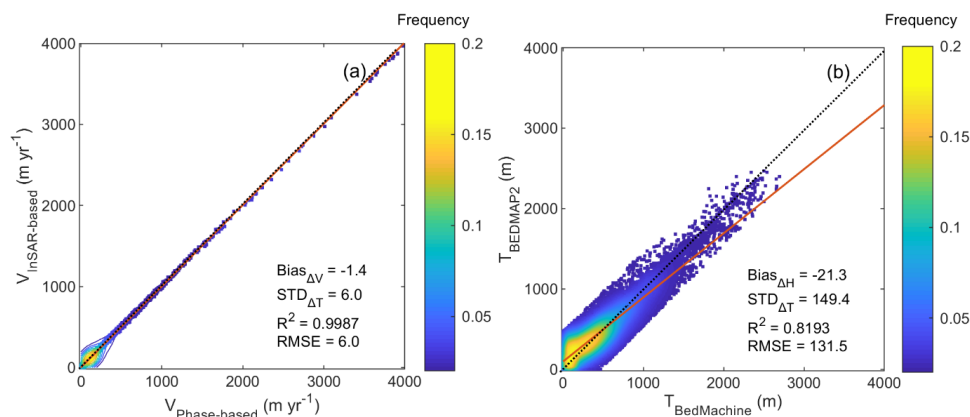 Frequency
0.2
0.15
0.1
0.05
(a)
4000
3000
2000
1000
0
V_InSAR-based (m yr^-1)
Bias_ΔV = -1.4
STD_ΔT = 6.0
R^2 = 0.9987
RMSE = 6.0
0 1000 2000 3000 4000
V_Phase-based (m yr^-1)
Frequency
0.2
0.15
0.1
0.05
(b)
4000
3000
2000
1000
0
T_BEDMAP2 (m)
Bias_ΔH = -21.3
STD_ΔT = 149.4
R^2 = 0.8193
RMSE = 131.5
0 1000 2000 3000 4000
T_BedMachine (m)